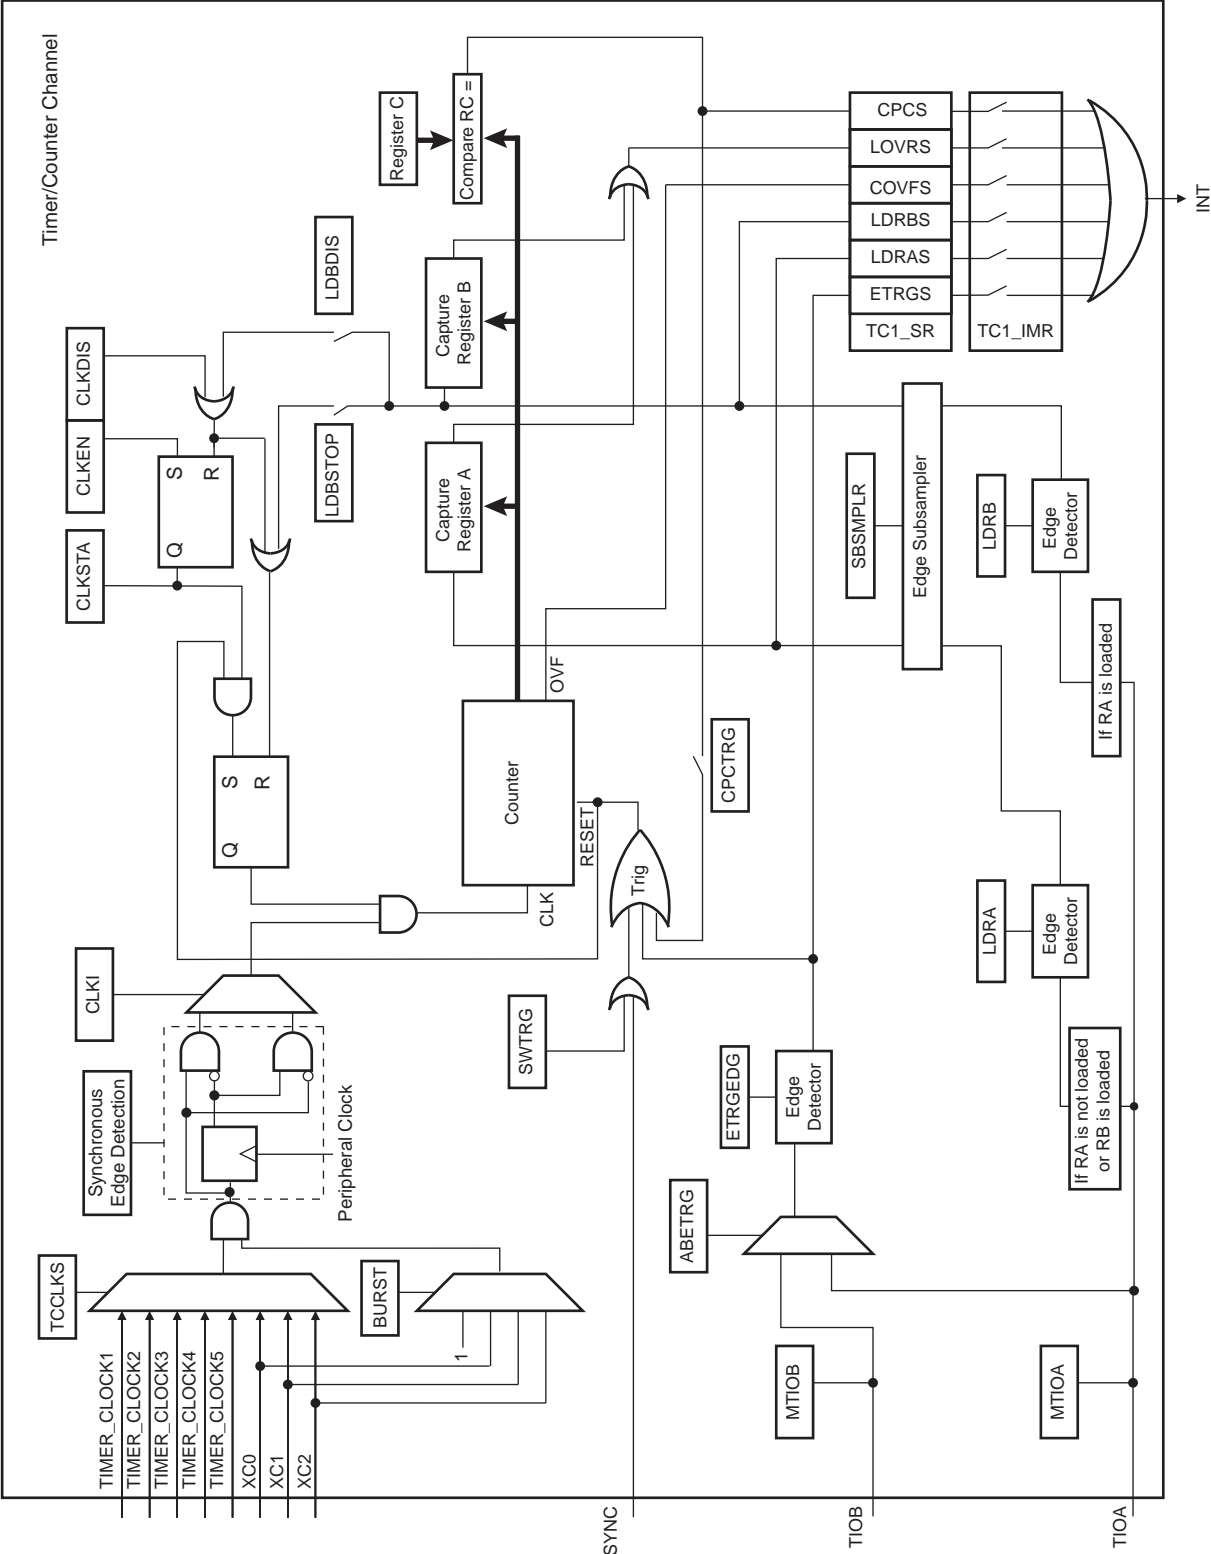 Timer/Counter Channel
TIMER_CLOCK1
TIMER_CLOCK2
TIMER_CLOCK3
TIMER_CLOCK4
TIMER_CLOCK5
XC0
XC1
XC2
TCCLKS
BURST
1
Synchronous
Edge Detection
Peripheral Clock
CLKI
CLKSTA
CLKEN
CLKDIS
Q
S
R
Q
S
R
LDBSTOP
LDBDIS
Register C
Compare RC =
Capture
Register A
Capture
Register B
Counter
CLK
OVF
RESET
SWTRG
Trig
CPCTRG
SYNC
MTIOB
TIOB
MTIOA
TIOA
ABETRG
ETRGEDG
Edge
Detector
LDRA
Edge
Detector
If RA is not loaded
or RB is loaded
LDRB
Edge
Detector
If RA is loaded
SBSMPLR
Edge Subsampler
CPCS
LOVRS
COVFS
LDRBS
LDRAS
ETRGS
TC1_SR
TC1_IMR
INT